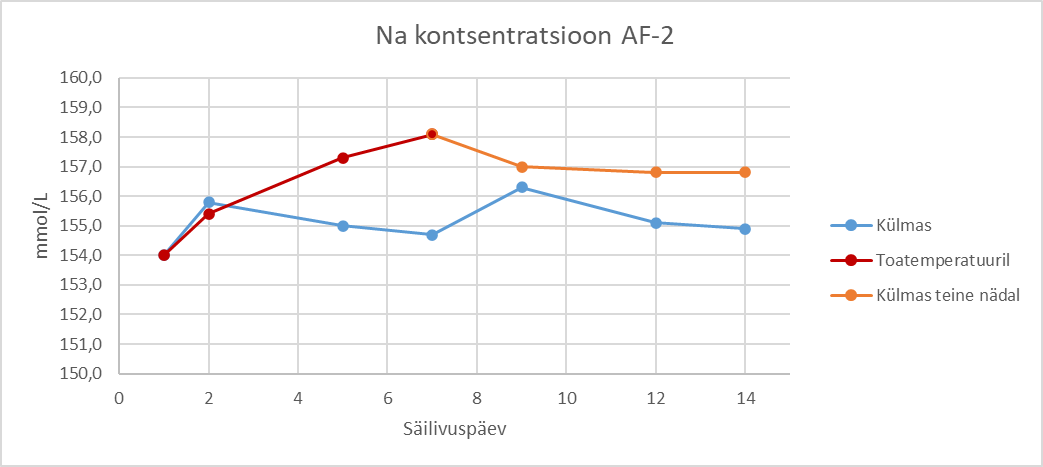 Na kontsentratsioon AF-2
mmol/L
160,0
159,0
158,0
157,0
156,0
155,0
154,0
153,0
152,0
151,0
150,0
0 2 4 6 8 10 12 14
Säilivuspäev
Külmas
Toatemperatuuril
Külmas teine nädal